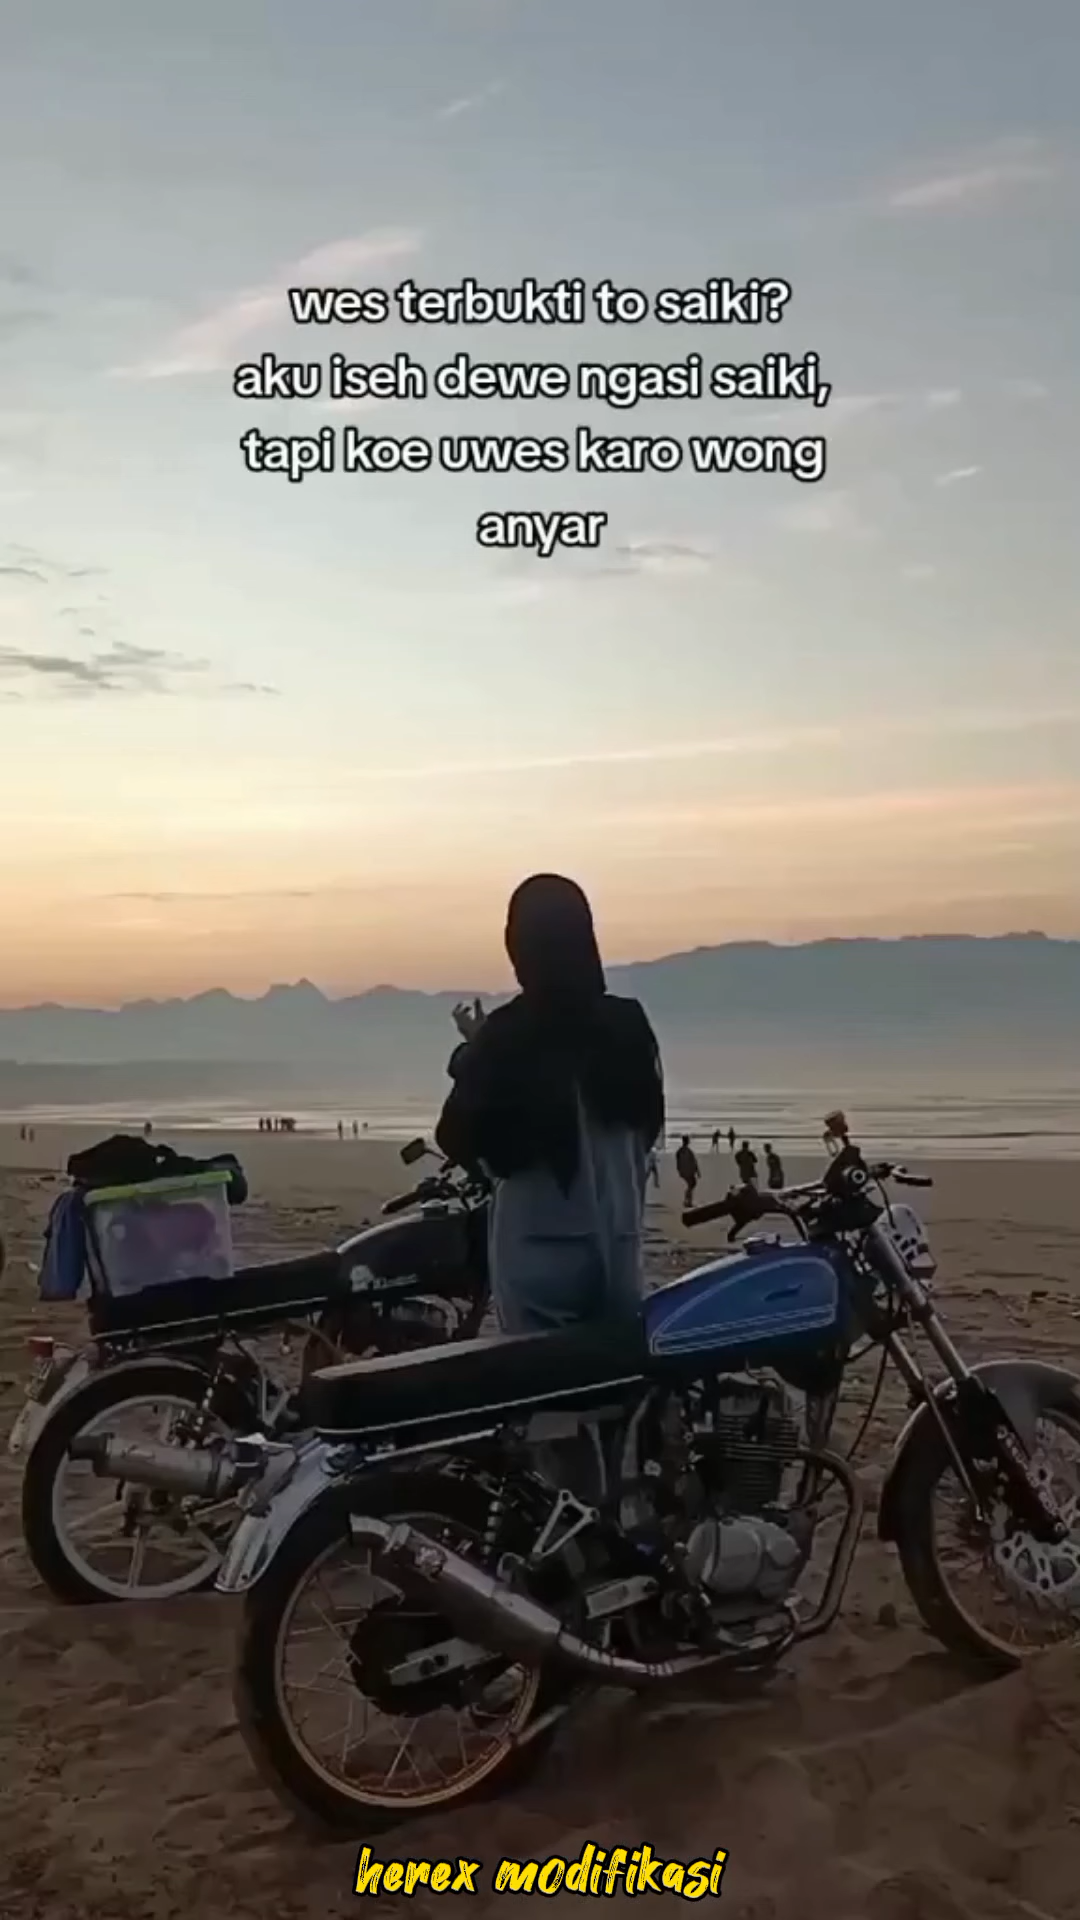 wes terbukti to saiki?
aku iseh dewe ngasi saiki,
tapi koe uwes karo wong
anyar
herex modifikasi